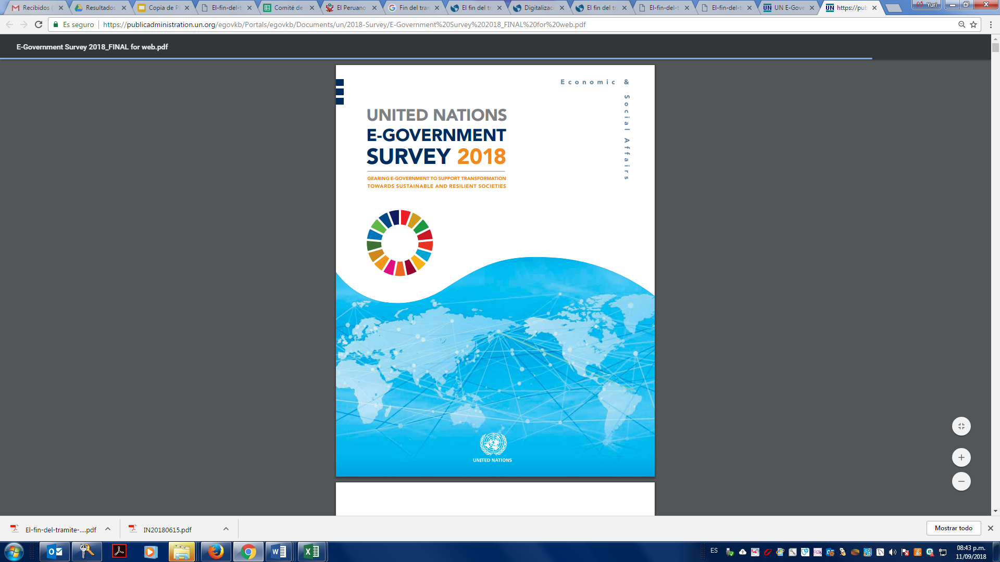 Recibidos (
Resultados
Copia de P
El-fin-del-t
Comité de
El Peruano
Fin del tran
El fin del tr
Digitalizaci
El fin del tr
El-fin-del-t
El-fin-del-t
UN E-Gove
https://pub
Yuri
Es seguro
https://publicadministration.un.org/egovkb/Portals/egovkb/Documents/un/2018-Survey/E-Government%20Survey%202018_FINAL%20for%20web.pdf
E-Government Survey 2018_FINAL for web.pdf
Economic &
Social Affairs
UNITED NATIONS
E-GOVERNMENT
SURVEY 2018
GEARING E-GOVERNMENT TO SUPPORT TRANSFORMATION
TOWARDS SUSTAINABLE AND RESILIENT SOCIETIES
UNITED NATIONS
El-fin-del-tramite-....pdf
IN20180615.pdf
Mostrar todo
ES
08:43 p.m.
11/09/2018